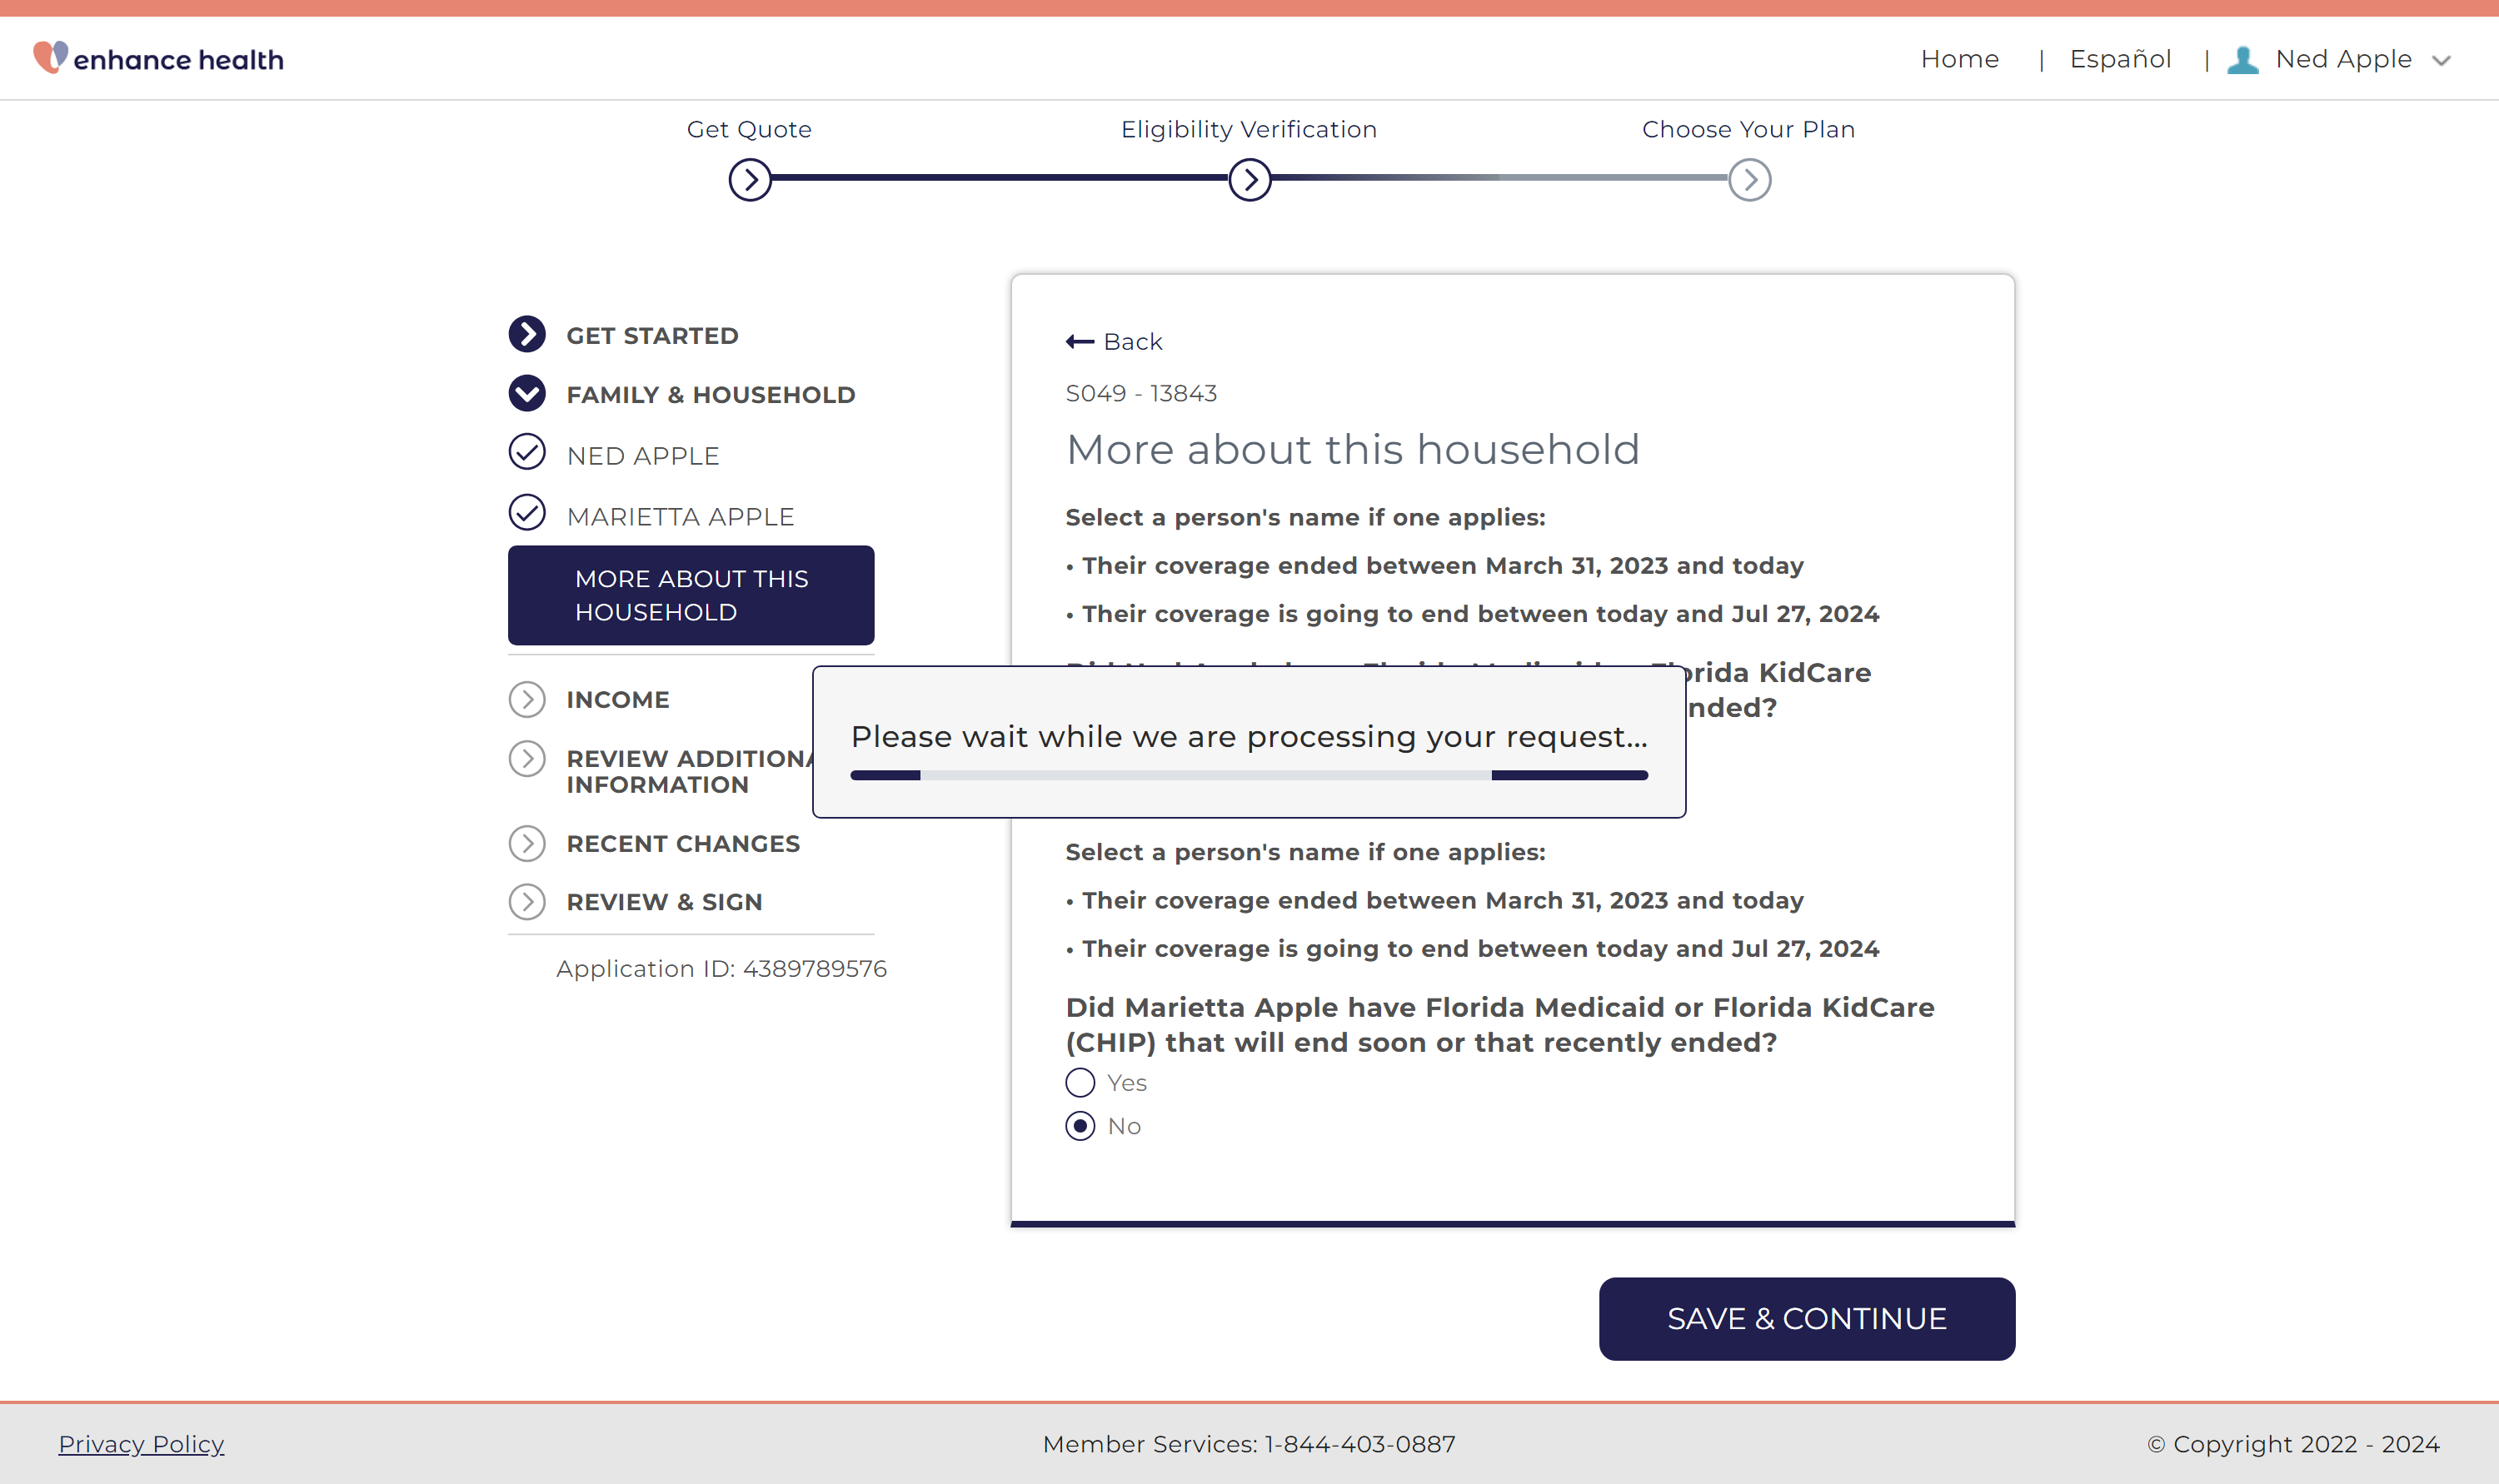 enhance health
Home | Español | Ned Apple
Get Quote
Eligibility Verification
Choose Your Plan
GET STARTED
FAMILY & HOUSEHOLD
NED APPLE
MARIETTA APPLE
MORE ABOUT THIS
HOUSEHOLD
INCOME
REVIEW ADDITIONA
INFORMATION
RECENT CHANGES
REVIEW & SIGN
Application ID: 4389789576
Back
S049 - 13843
More about this household
Select a person's name if one applies:
• Their coverage ended between March 31, 2023 and today
• Their coverage is going to end between today and Jul 27, 2024
KidCare
Please wait while we are processing your request...
Select a person's name if one applies:
• Their coverage ended between March 31, 2023 and today
• Their coverage is going to end between today and Jul 27, 2024
Did Marietta Apple have Florida Medicaid or Florida KidCare
(CHIP) that will end soon or that recently ended?
Yes
No
SAVE & CONTINUE
Privacy Policy
Member Services: 1-844-403-0887
© Copyright 2022 - 2024